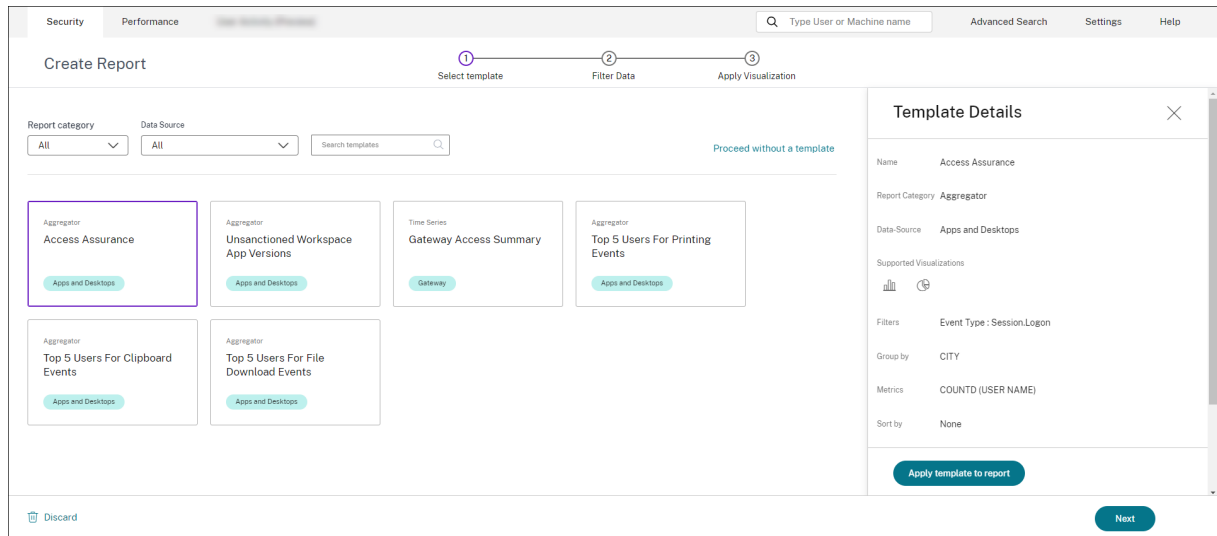 Security Performance
Type User or Machine name
Advanced Search Settings Help
Create Report
1 2 3
Select template Filter Data Apply Visualization
Template Details
Report category Data Source
All All Search templates
Proceed without a template
Name Access Assurance
Report Category Aggregator
Data-Source Apps and Desktops
Supported Visualizations
Filters Event Type : Session.Logon
Group by CITY
Metrics COUNTD (USER NAME)
Sort by None
Apply template to report
Aggregator
Access Assurance
Apps and Desktops
Aggregator
Unsanctioned Workspace
App Versions
Apps and Desktops
Time Series
Gateway Access Summary
Gateway
Aggregator
Top 5 Users For Printing
Events
Apps and Desktops
Aggregator
Top 5 Users For Clipboard
Events
Apps and Desktops
Aggregator
Top 5 Users For File
Download Events
Apps and Desktops
Discard
Next